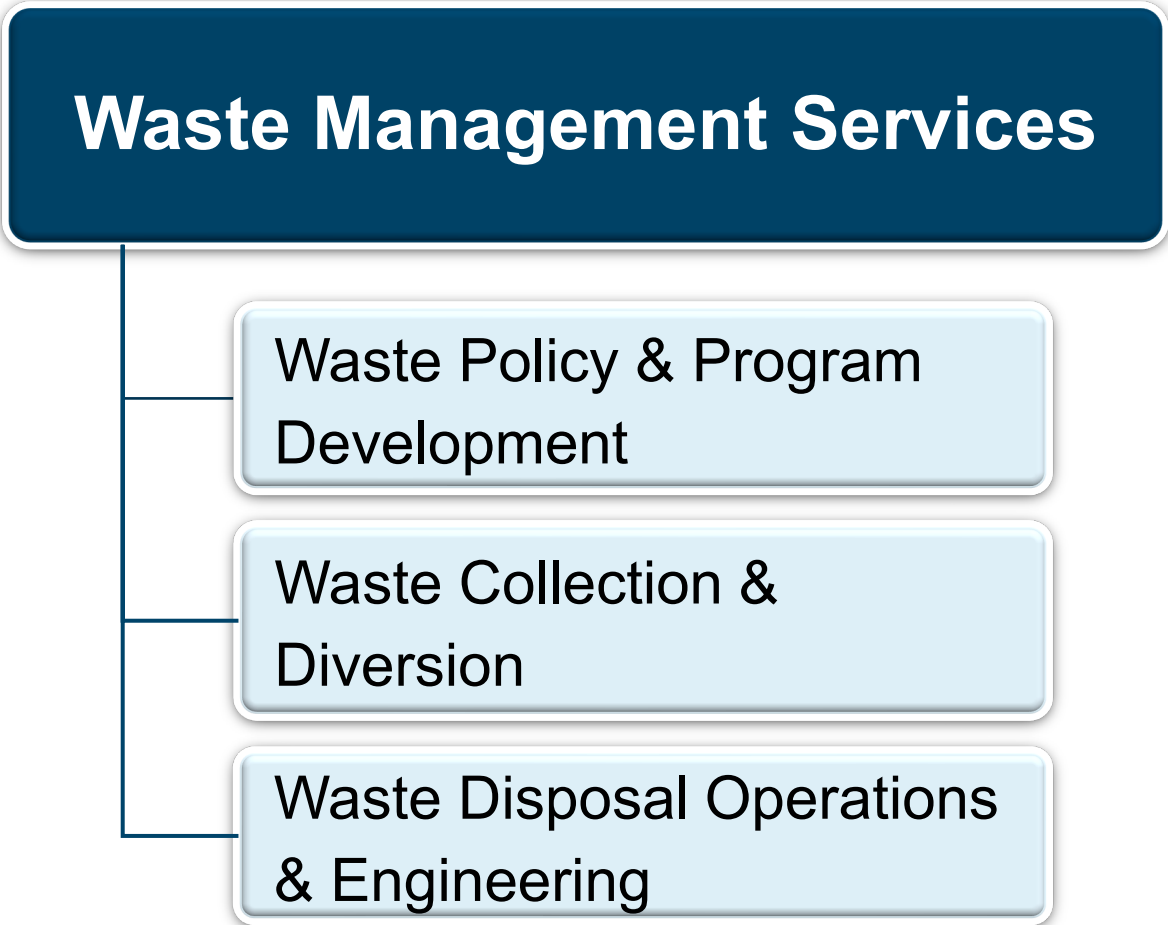 Waste Management Services
Waste Policy & Program
Development
Waste Collection &
Diversion
Waste Disposal Operations
& Engineering